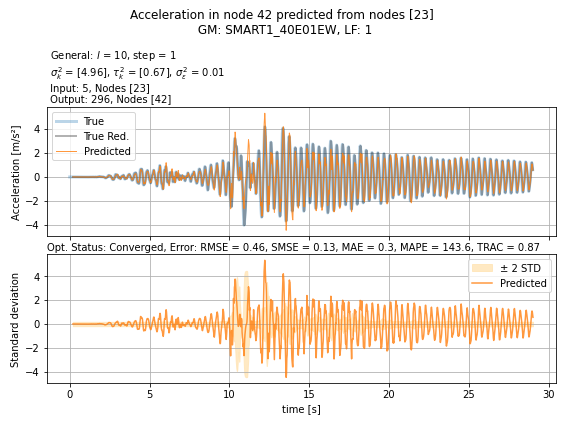 Acceleration in node 42 predicted from nodes [23]
GM: SMART1_40E01EW, LF: 1
General: l = 10, step = 1
σ²ₖ = [4.96], τ²ₖ = [0.67], σ²ε = 0.01
Input: 5, Nodes [23]
Output: 296, Nodes [42]
Acceleration [m/s²]
4
2
0
−2
−4
True
True Red.
Predicted
Opt. Status: Converged, Error: RMSE = 0.46, SMSE = 0.13, MAE = 0.3, MAPE = 143.6, TRAC = 0.87
Standard deviation
4
2
0
−2
−4
± 2 STD
Predicted
0 5 10 15 20 25 30
time [s]